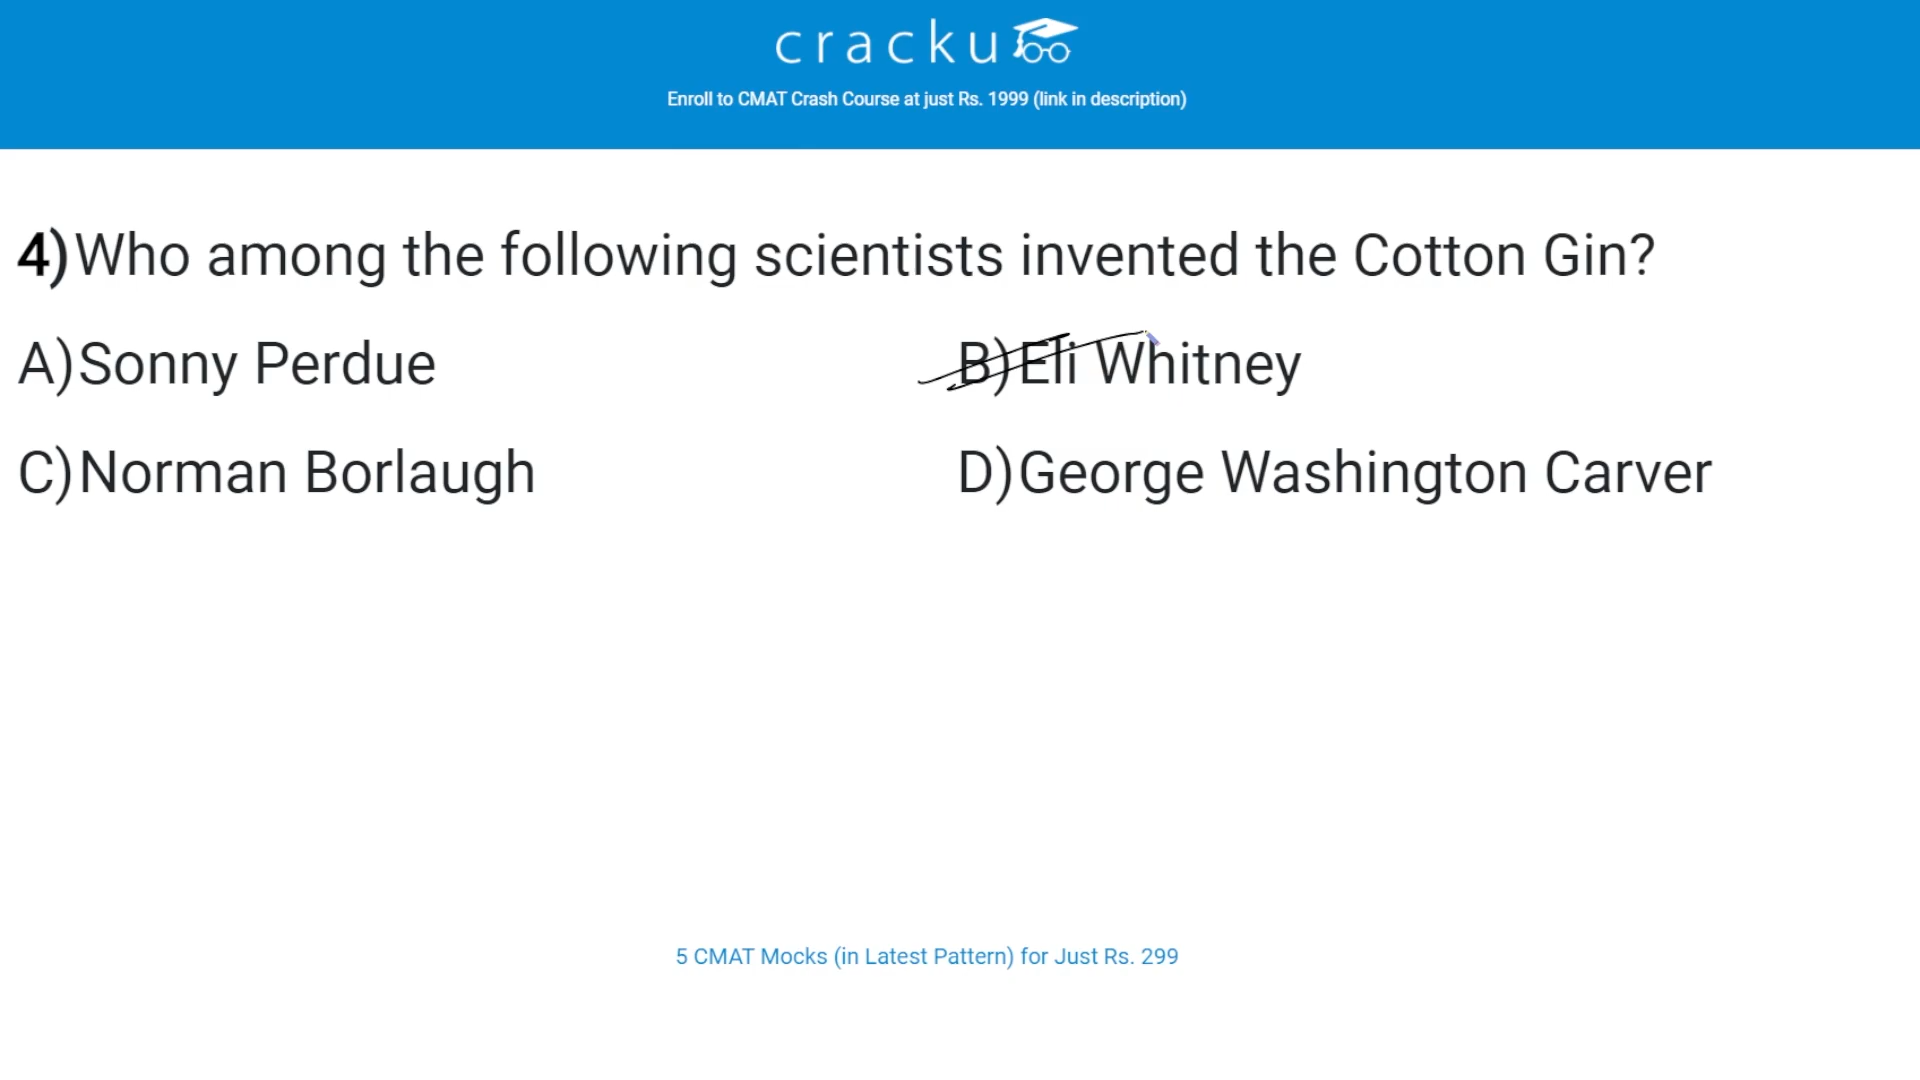 cracku
Enroll to CMAT Crash Course at just Rs. 1999 (link in description)
4)Who among the following scientists invented the Cotton Gin?
A)Sonny Perdue
B)Eli Whitney
C)Norman Borlaugh
D)George Washington Carver
5 CMAT Mocks (in Latest Pattern) for Just Rs. 299